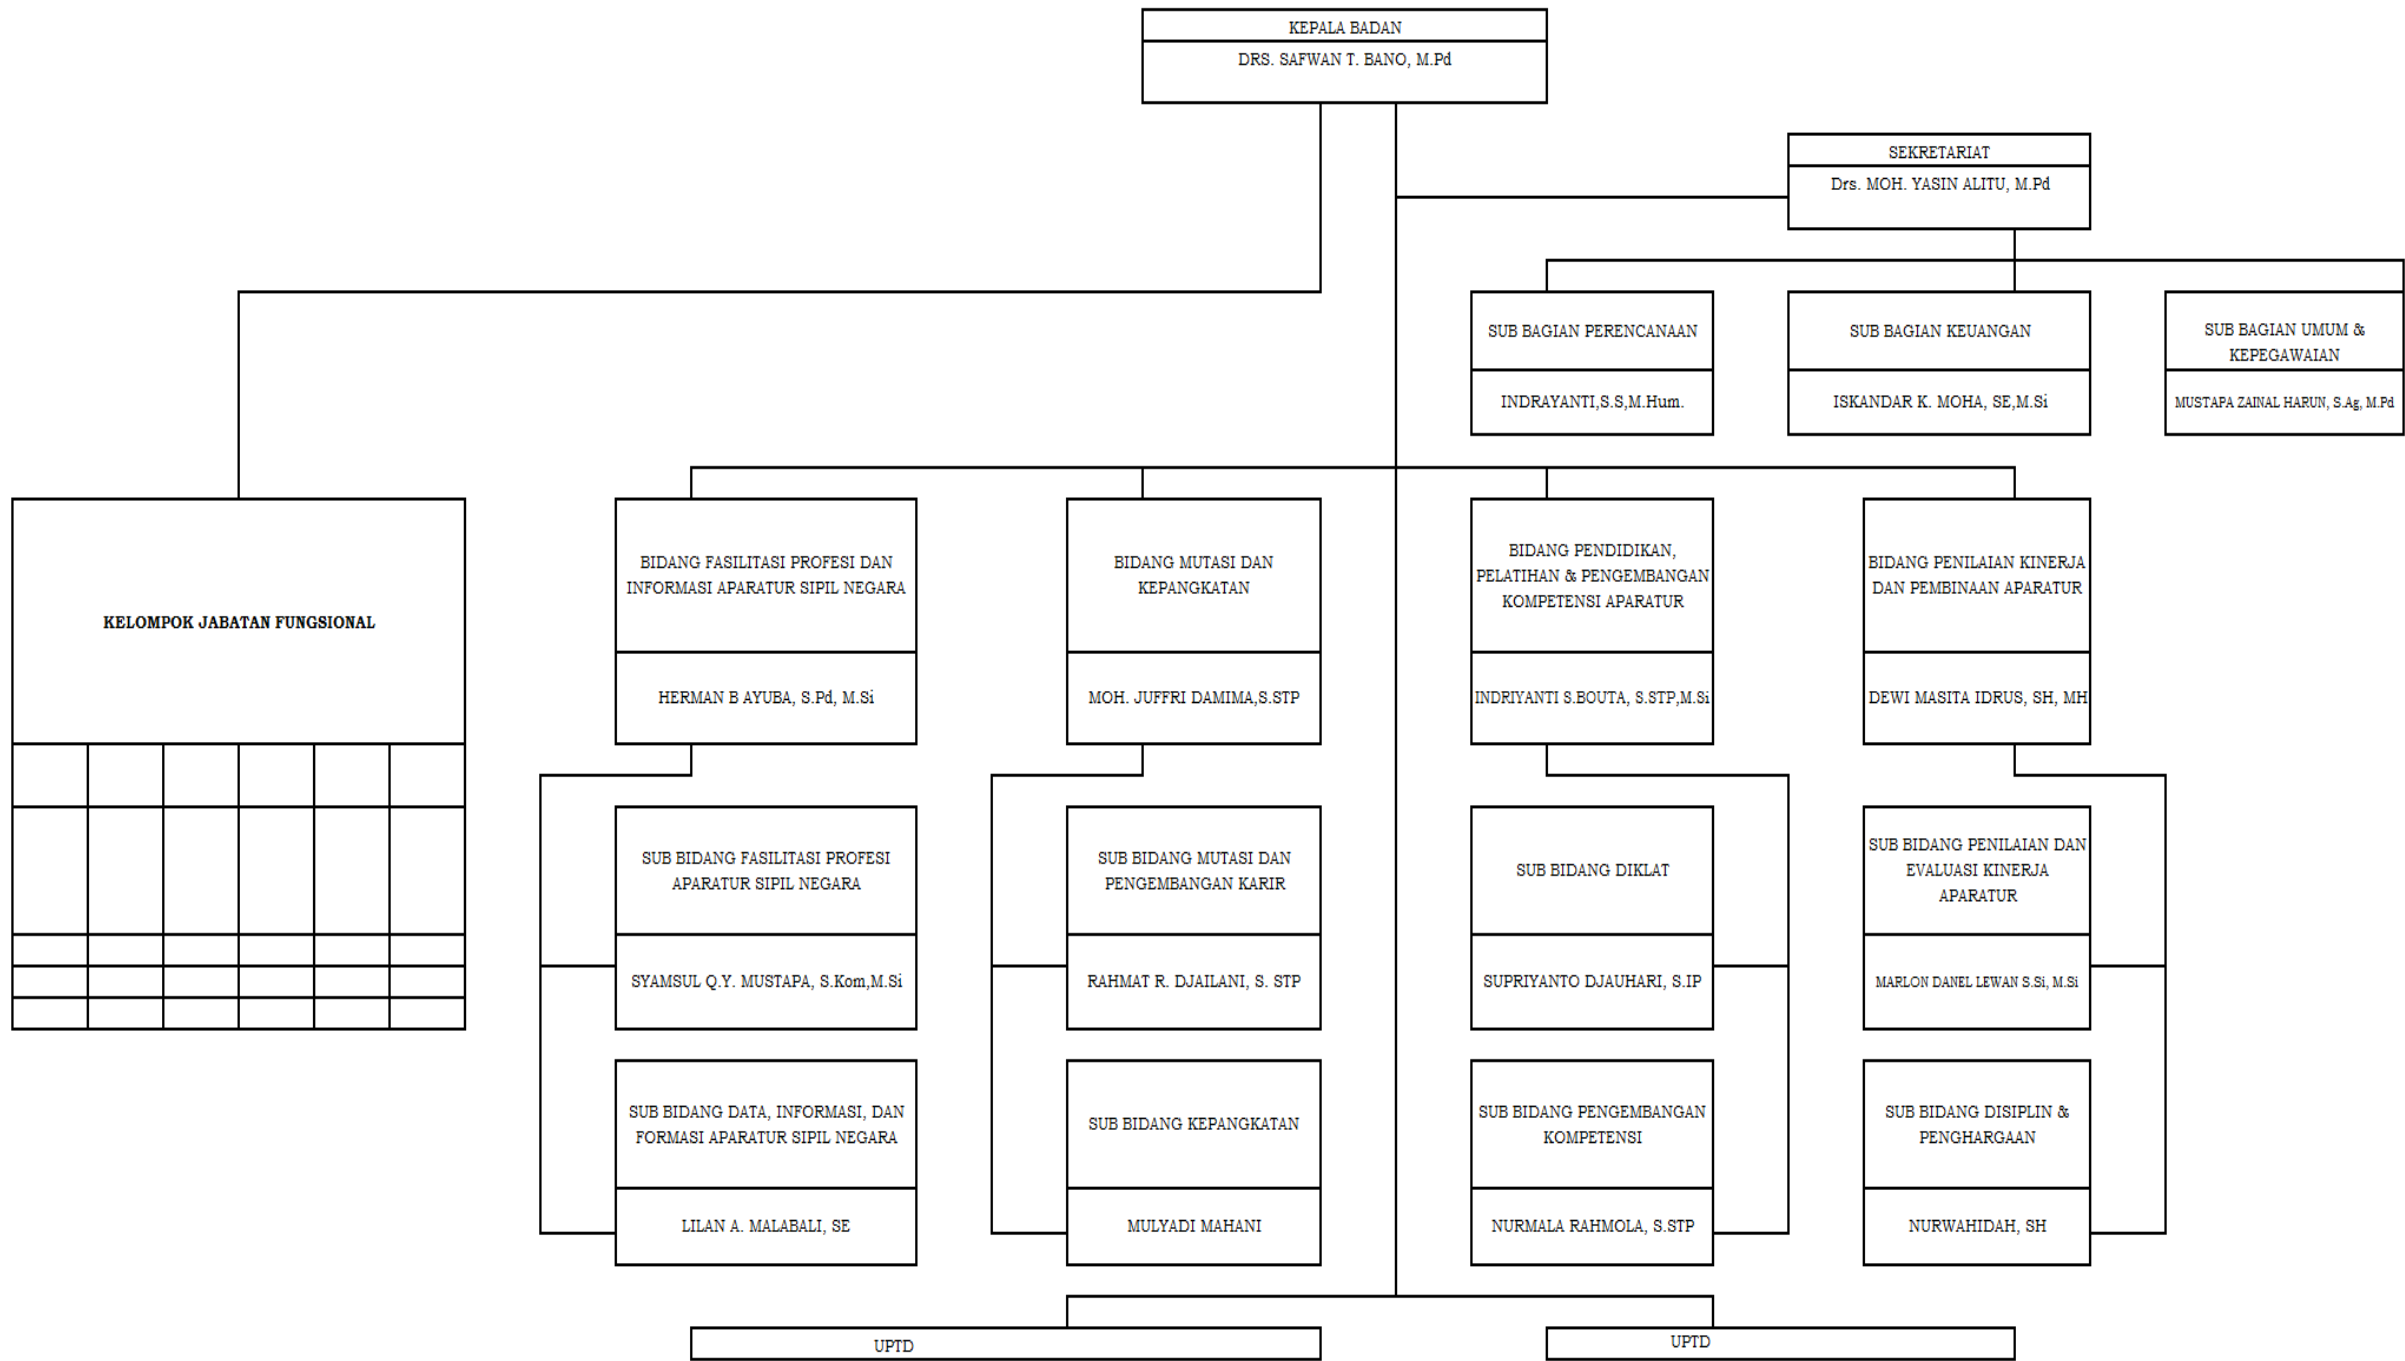 KEPALA BADAN
DRS. SAFWAN T. BANO, M.Pd
SEKRETARIAT
Drs. MOH. YASIN ALITU, M.Pd
SUB BAGIAN PERENCANAAN
INDRAYANTI,S.S,M.Hum.
SUB BAGIAN KEUANGAN
ISKANDAR K. MOHA, SE,M.Si
SUB BAGIAN UMUM &
KEPEGAWAIAN
MUSTAPA ZAINAL HARUN, S.Ag, M.Pd
KELOMPOK JABATAN FUNGSIONAL
BIDANG FASILITASI PROFESI DAN
INFORMASI APARATUR SIPIL NEGARA
HERMAN B AYUBA, S.Pd, M.Si
BIDANG MUTASI DAN
KEPANGKATAN
MOH. JUFFRI DAMIMA,S.STP
BIDANG PENDIDIKAN,
PELATIHAN & PENGEMBANGAN
KOMPETENSI APARATUR
INDRIYANTI S.BOUTA, S.STP,M.Si
BIDANG PENILAIAN KINERJA
DAN PEMBINAAN APARATUR
DEWI MASITA IDRUS, SH, MH
SUB BIDANG FASILITASI PROFESI
APARATUR SIPIL NEGARA
SYAMSUL Q.Y. MUSTAPA, S.Kom,M.Si
SUB BIDANG MUTASI DAN
PENGEMBANGAN KARIR
RAHMAT R. DJAILANI, S. STP
SUB BIDANG DIKLAT
SUPRIYANTO DJAUHARI, S.IP
SUB BIDANG PENILAIAN DAN
EVALUASI KINERJA
APARATUR
MARLON DANEL LEWAN S.Si, M.Si
SUB BIDANG DATA, INFORMASI, DAN
FORMASI APARATUR SIPIL NEGARA
LILAN A. MALABALI, SE
SUB BIDANG KEPANGKATAN
MULYADI MAHANI
SUB BIDANG PENGEMBANGAN
KOMPETENSI
NURMALA RAHMOLA, S.STP
SUB BIDANG DISIPLIN &
PENGHARGAAN
NURWAHIDAH, SH
UPTD
UPTD